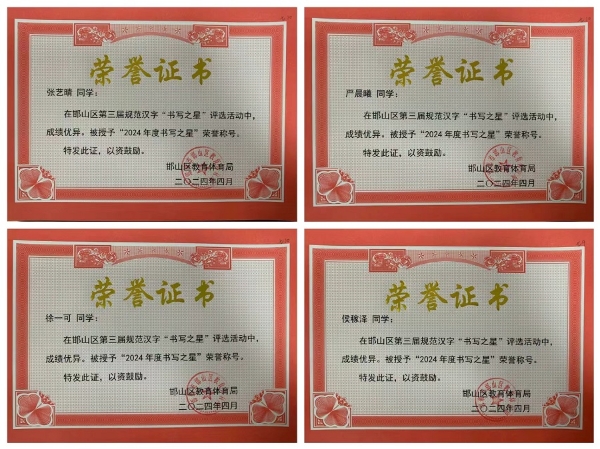 荣誉证书
张艺晴 同学：
在邯山区第三届规范汉字“书写之星”评选活动中，
成绩优异。被授予“2024年度书写之星”荣誉称号。
特发此证，以资鼓励。
邯山区教育体育局
二〇二四年四月
荣誉证书
严晨曦 同学：
在邯山区第三届规范汉字“书写之星”评选活动中，
成绩优异。被授予“2024年度书写之星”荣誉称号。
特发此证，以资鼓励。
邯山区教育体育局
二〇二四年四月
荣誉证书
徐一可 同学：
在邯山区第三届规范汉字“书写之星”评选活动中，
成绩优异。被授予“2024年度书写之星”荣誉称号。
特发此证，以资鼓励。
邯山区教育体育局
二〇二四年四月
荣誉证书
侯稼泽 同学：
在邯山区第三届规范汉字“书写之星”评选活动中，
成绩优异。被授予“2024年度书写之星”荣誉称号。
特发此证，以资鼓励。
邯山区教育体育局
二〇二四年四月